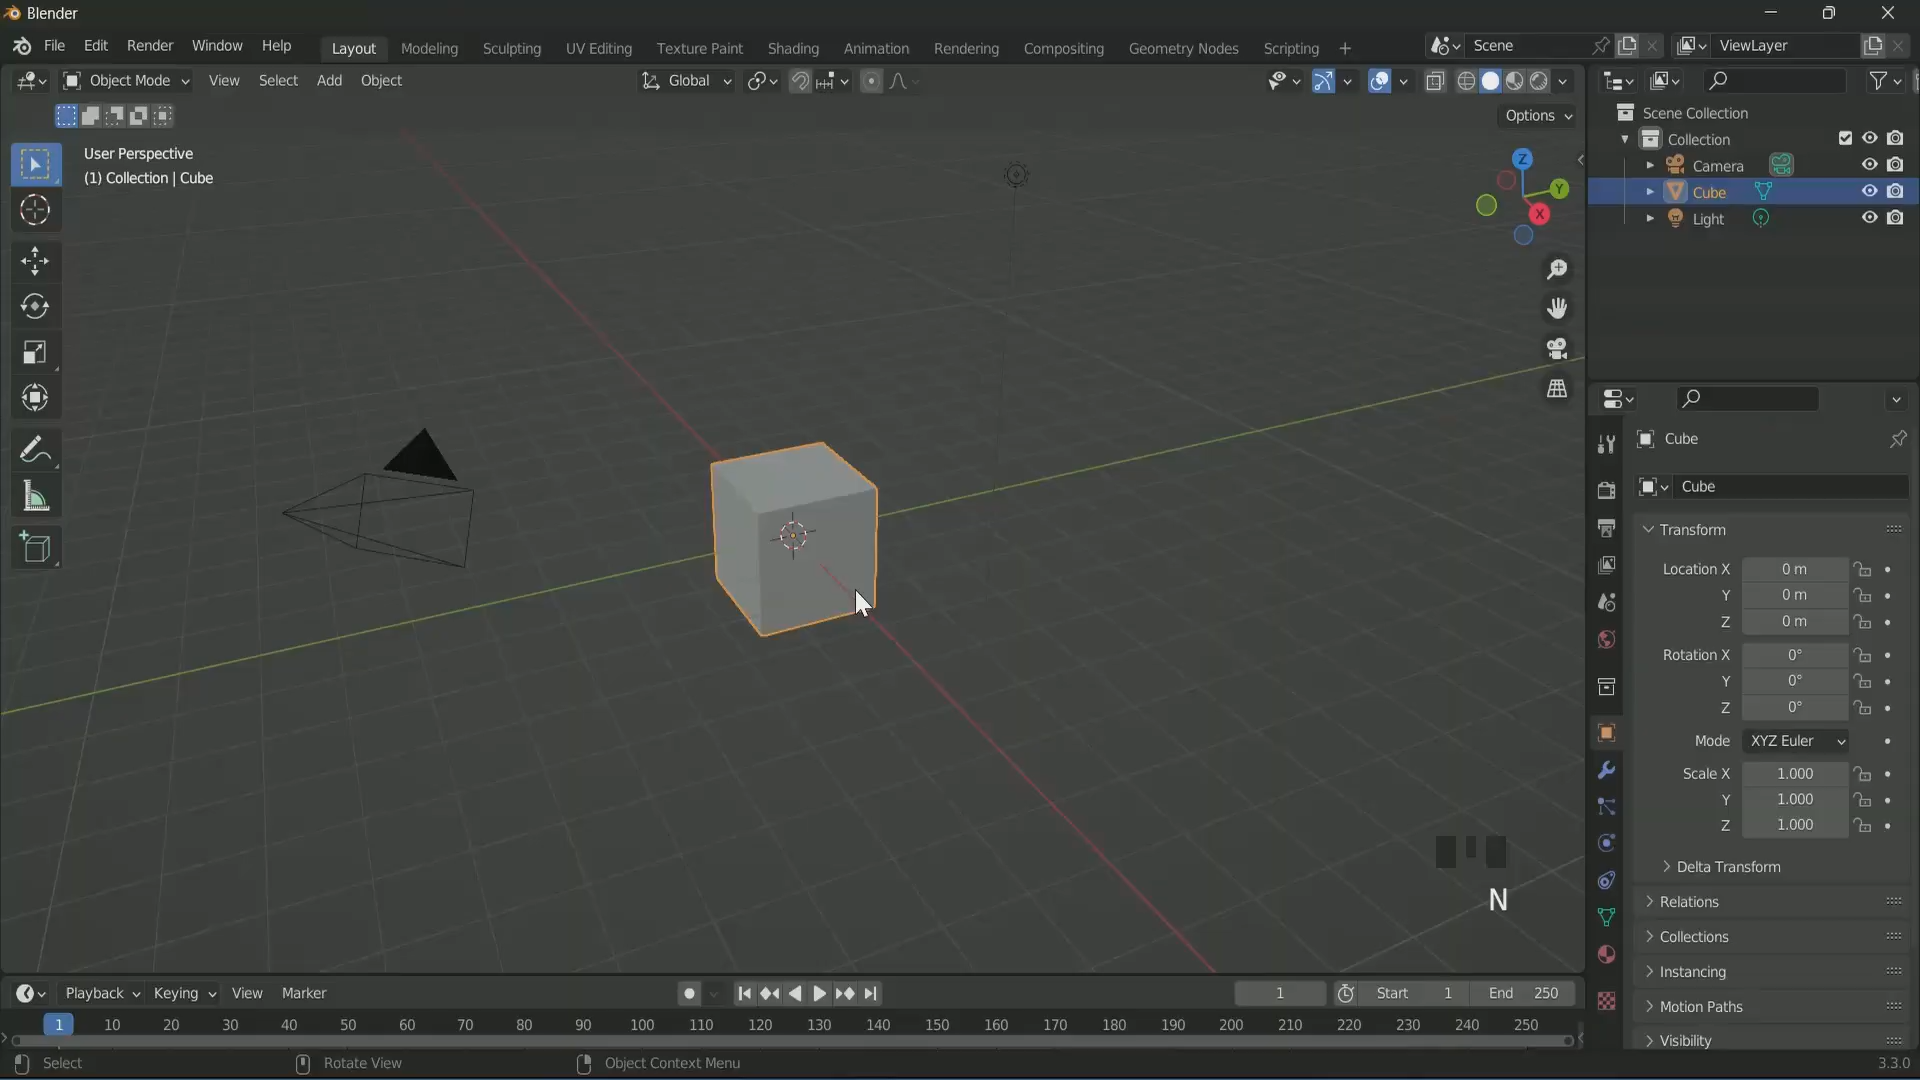 Blender
File Edit Render Window Help Layout Modeling Sculpting UV Editing Texture Paint Shading Animation Rendering Compositing Geometry Nodes Scripting + Scene ViewLayer
Object Mode View Select Add Object Global
Options
User Perspective
(1) Collection | Cube
Z
Y
X
Scene Collection
Collection
Camera
Cube
Light
Cube
Cube
Transform
Location X 0 m
Y 0 m
Z 0 m
Rotation X 0°
Y 0°
Z 0°
Mode XYZ Euler
Scale X 1.000
Y 1.000
Z 1.000
Delta Transform
Relations
Collections
Instancing
Motion Paths
Visibility
N
Playback Keying View Marker 1 Start 1 End 250
1 10 20 30 40 50 60 70 80 90 100 110 120 130 140 150 160 170 180 190 200 210 220 230 240 250
Select Rotate View Object Context Menu 3.3.0